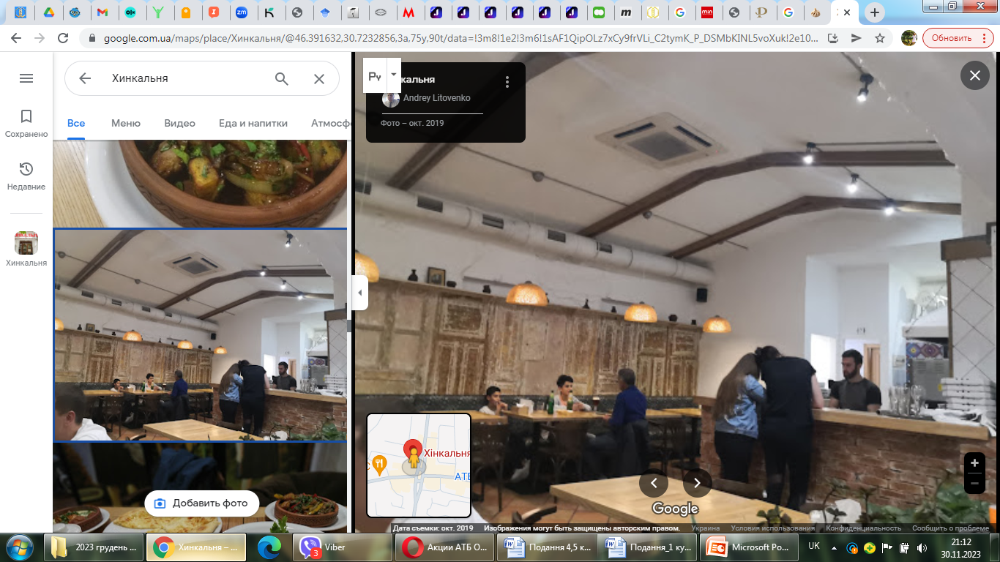 google.com.ua/maps/place/Хинкальня/@46.391632,30.7232856,3a,75y,90t/data=!3m8!1e2!3m6!1sAF1QipOLz7xCy9frVLi_C2tymK_P_DSMbKINL5voXuk!2e10...
Обновить
Хинкальня
Все
Меню
Видео
Еда и напитки
Атмосф
Сохранено
Недавние
Хинкальня
Добавить фото
Ру
кальня
Andrey Litovenko
Фото – окт. 2019
Хінкальня
АТБ
Google
Дата съемки: окт. 2019
Изображения могут быть защищены авторским правом.
Украина
Условия использования
Конфиденциальность
Сообщить о проблеме
2023 грудень ...
Хинкальня – ...
3
Viber
Акции АТБ О...
Подання 4,5 к...
Подання_1 ку...
Microsoft Po...
UK
21:12
30.11.2023